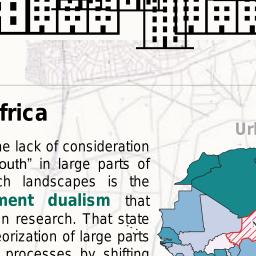 frica
Url
he lack of consideration
outh" in large parts of
ch landscapes is the
ment dualism that
n research. That state
eorization of large parts
processes by shifting